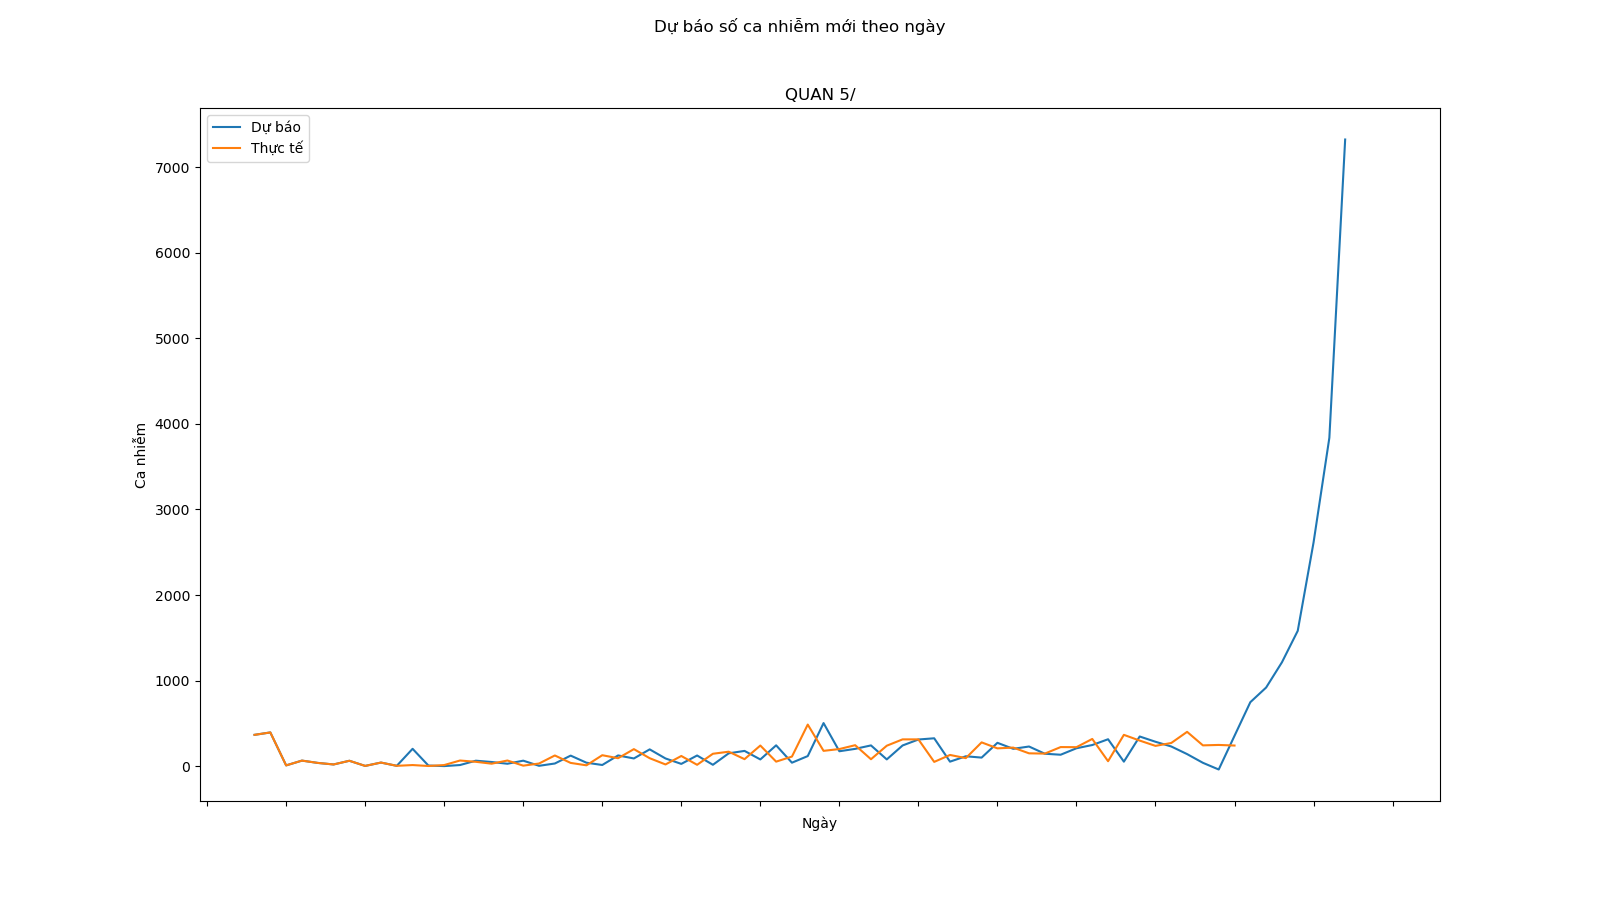 Dự báo số ca nhiễm mới theo ngày
QUAN 5/
Dự báo
Thực tế
7000
6000
5000
4000
3000
2000
1000
0
Ca nhiễm
Ngày